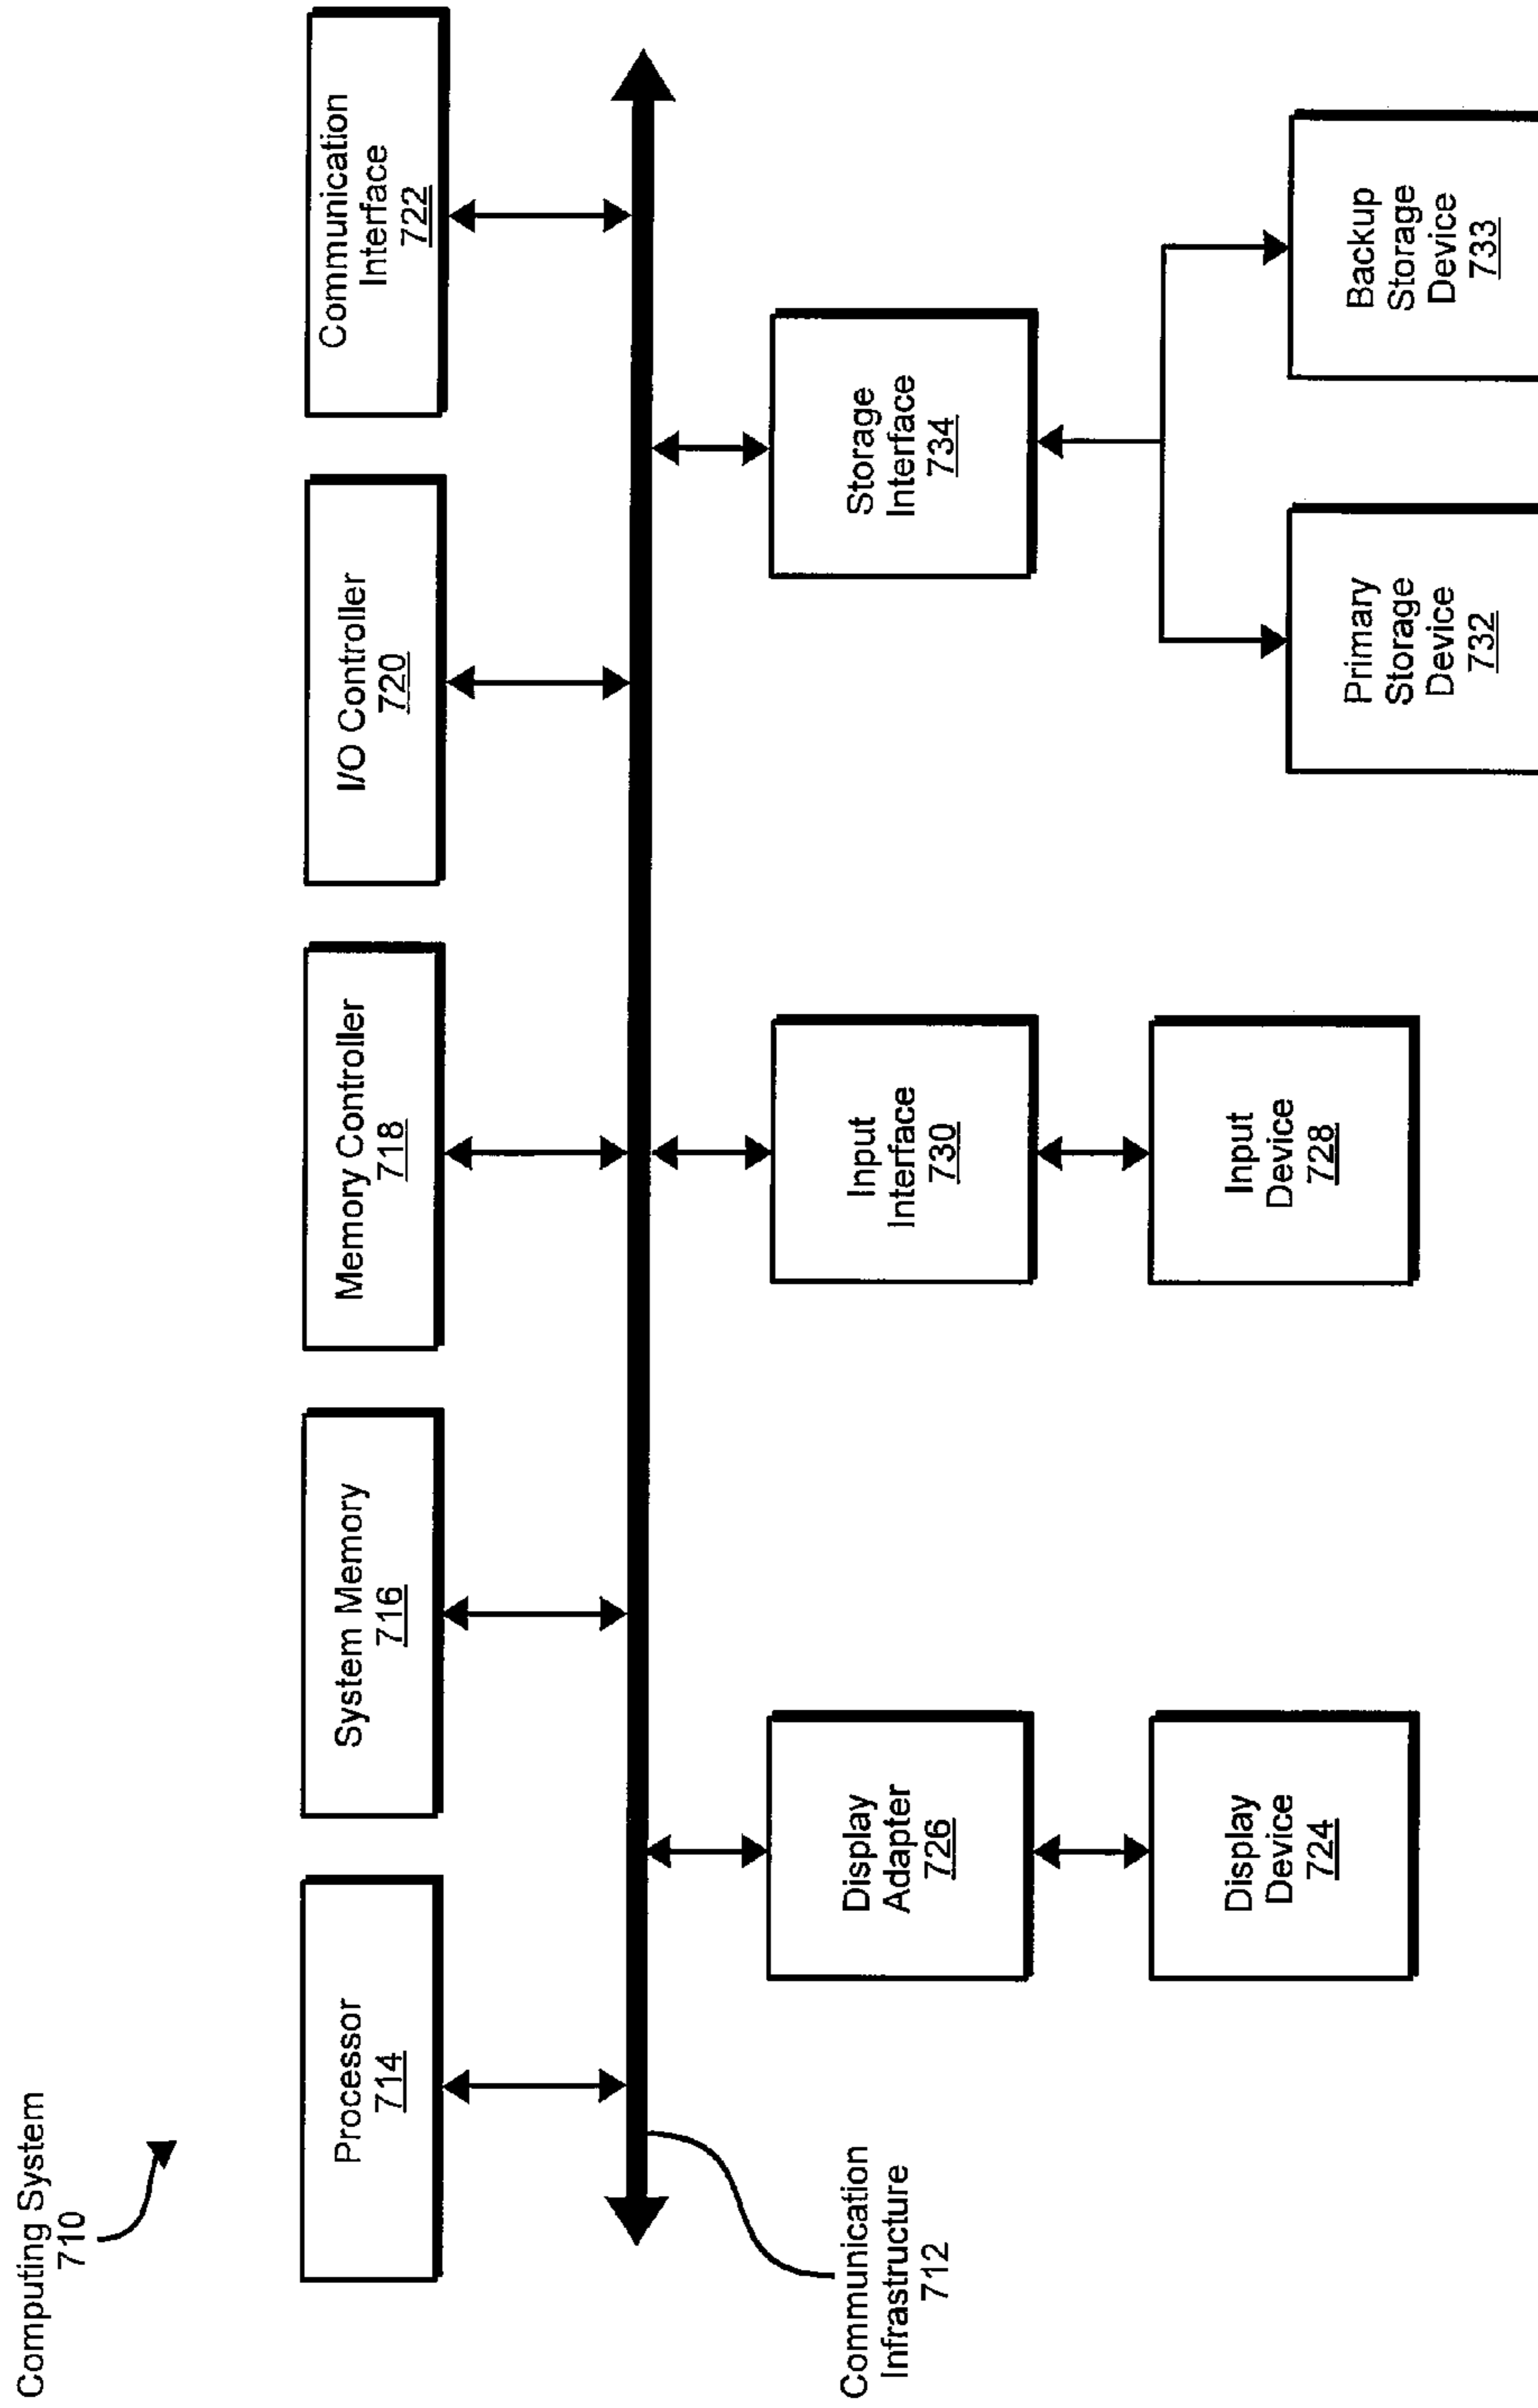 Computing System
710
Processor
714
System Memory
716
Memory Controller
718
I/O Controller
720
Communication
Interface
722
Communication
Infrastructure
712
Display
Adapter
726
Input
Interface
730
Storage
Interface
734
Display
Device
724
Input
Device
728
Primary
Storage
Device
732
Backup
Storage
Device
733